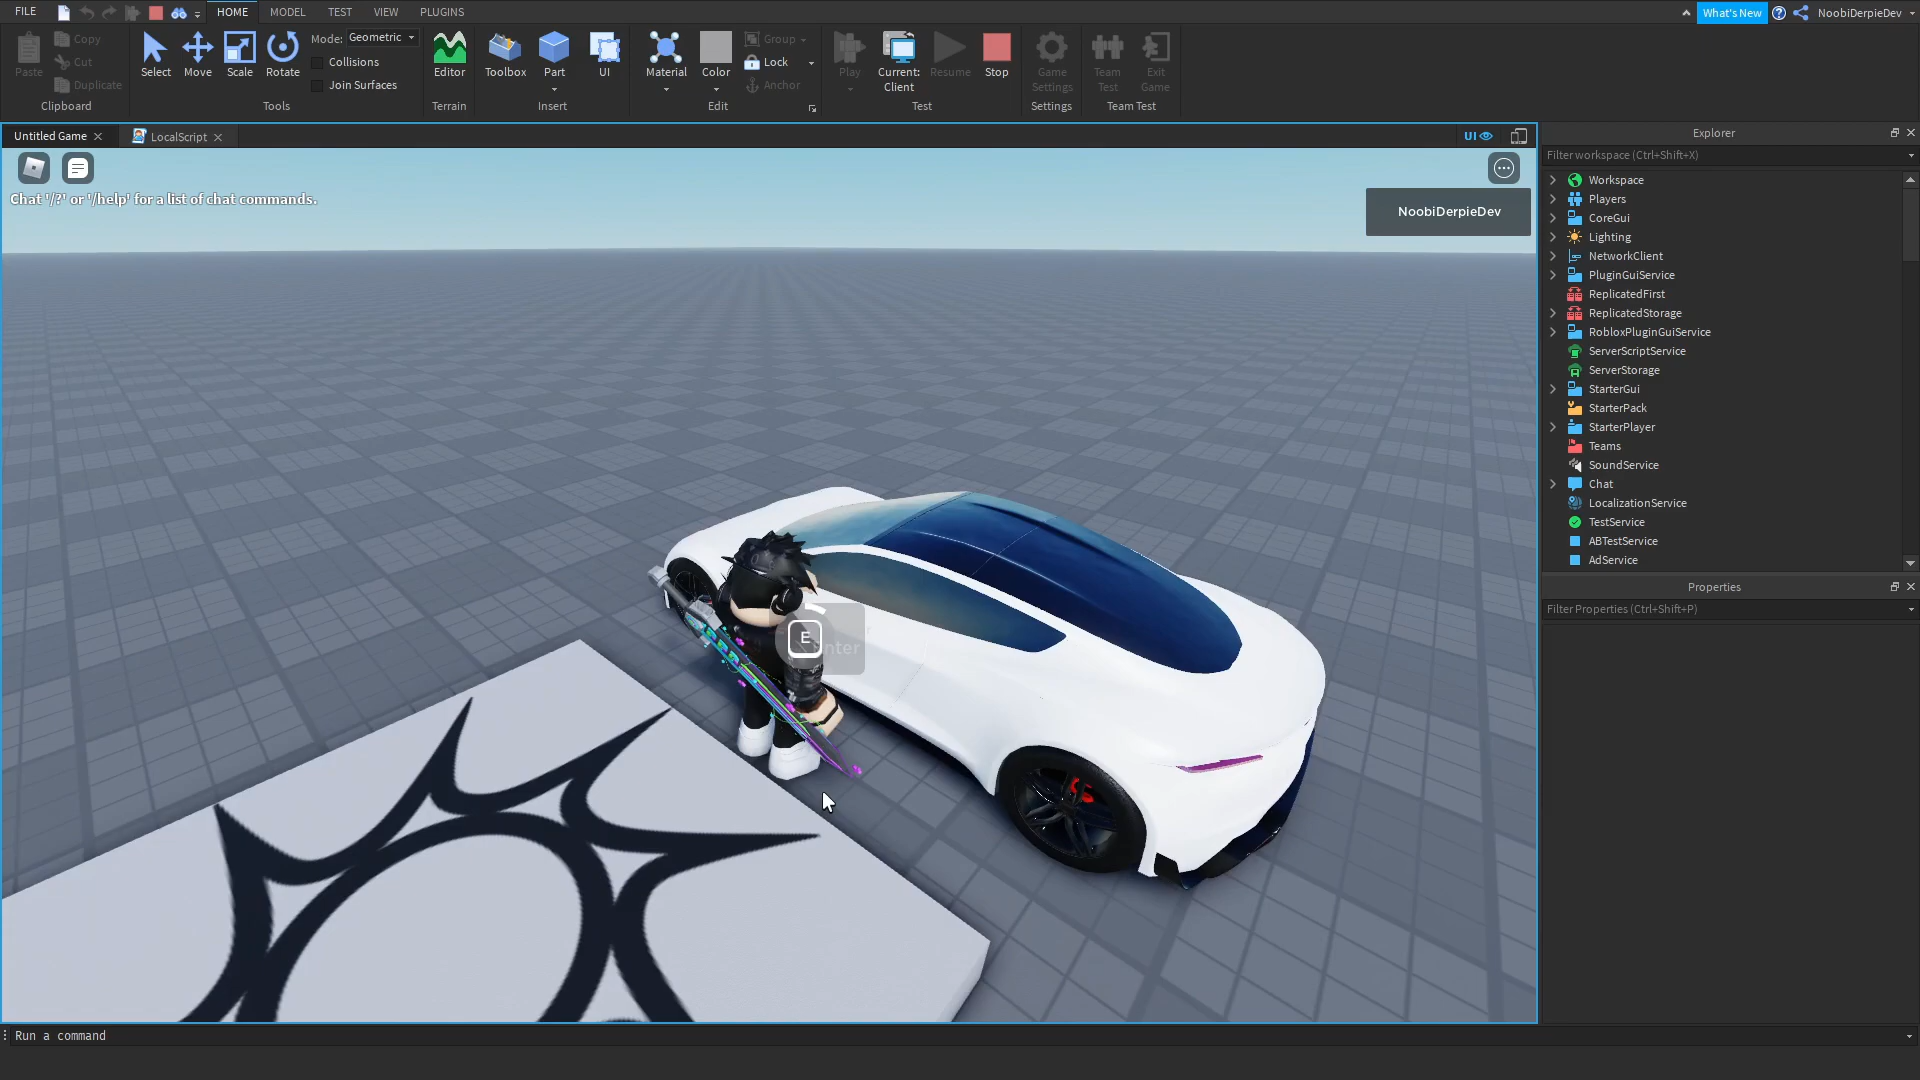 FILE HOME MODEL TEST VIEW PLUGINS What's New NoobiDerpieDev
Paste Copy Cut Duplicate
Clipboard
Select Move Scale Rotate Mode: Geometric
Collisions
Join Surfaces
Tools
Editor
Terrain
Toolbox Part UI
Insert
Material Color Group Lock Anchor
Edit
Play Current: Client Resume Stop
Test
Game Settings
Settings
Team Test Exit Game
Team Test
Untitled Game LocalScript UI
Chat '/?' or '/help' for a list of chat commands.
NoobiDerpieDev
E
Explorer
Filter workspace (Ctrl+Shift+X)
Workspace
Players
CoreGui
Lighting
NetworkClient
PluginGuiService
ReplicatedFirst
ReplicatedStorage
RobloxPluginGuiService
ServerScriptService
ServerStorage
StarterGui
StarterPack
StarterPlayer
Teams
SoundService
Chat
LocalizationService
TestService
ABTestService
AdService
Properties
Filter Properties (Ctrl+Shift+P)
Run a command